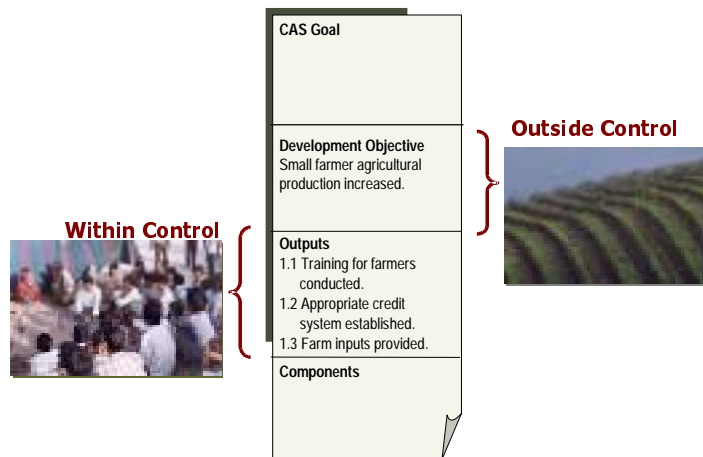 CAS Goal
Outside Control
Development Objective
Small farmer agricultural
production increased.
Within Control
Outputs
1.1 Training for farmers
conducted.
1.2 Appropriate credit
system established.
1.3 Farm inputs provided.
Components